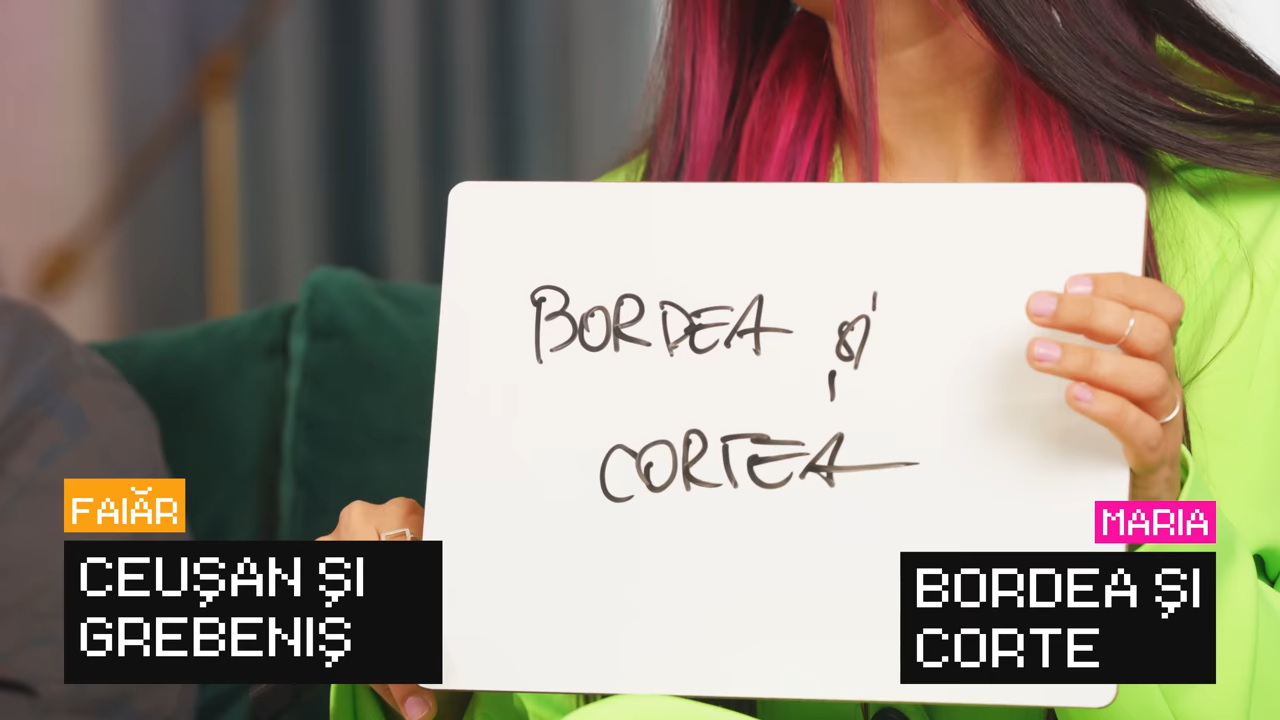 BORDEA și
CORTEA
FAIĂR
CEUȘAN ȘI
GREBENIȘ
MARIA
BORDEA ȘI
CORTE